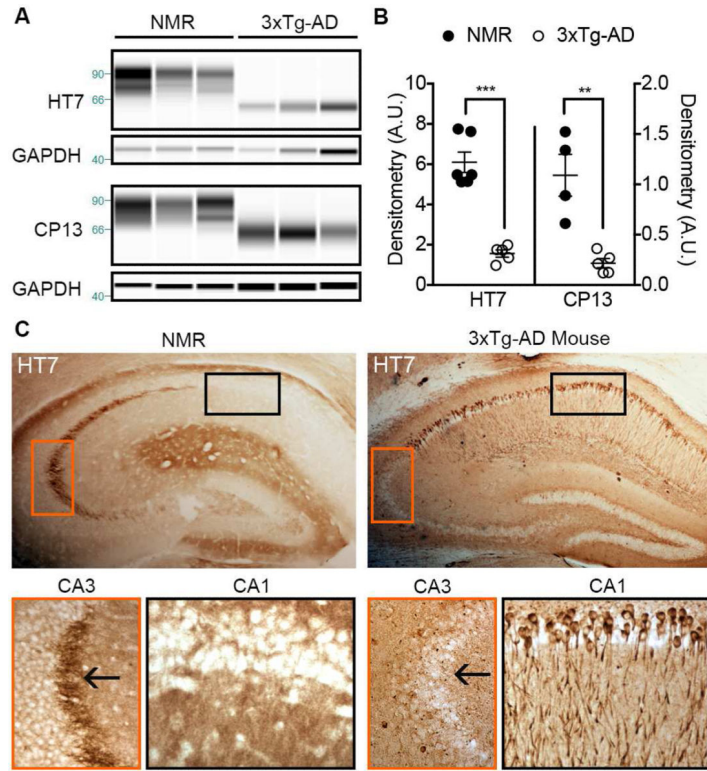 A
NMR 3xTg-AD
HT7
90
66
GAPDH
40
CP13
90
66
GAPDH
40
B
● NMR ○ 3xTg-AD
Densitometry (A.U.)
10
8
6
4
2
0
***
**
2.0
1.5
1.0
0.5
0.0
Densitometry (A.U.)
HT7 CP13
C
NMR 3xTg-AD Mouse
HT7 HT7
CA3 CA1 CA3 CA1